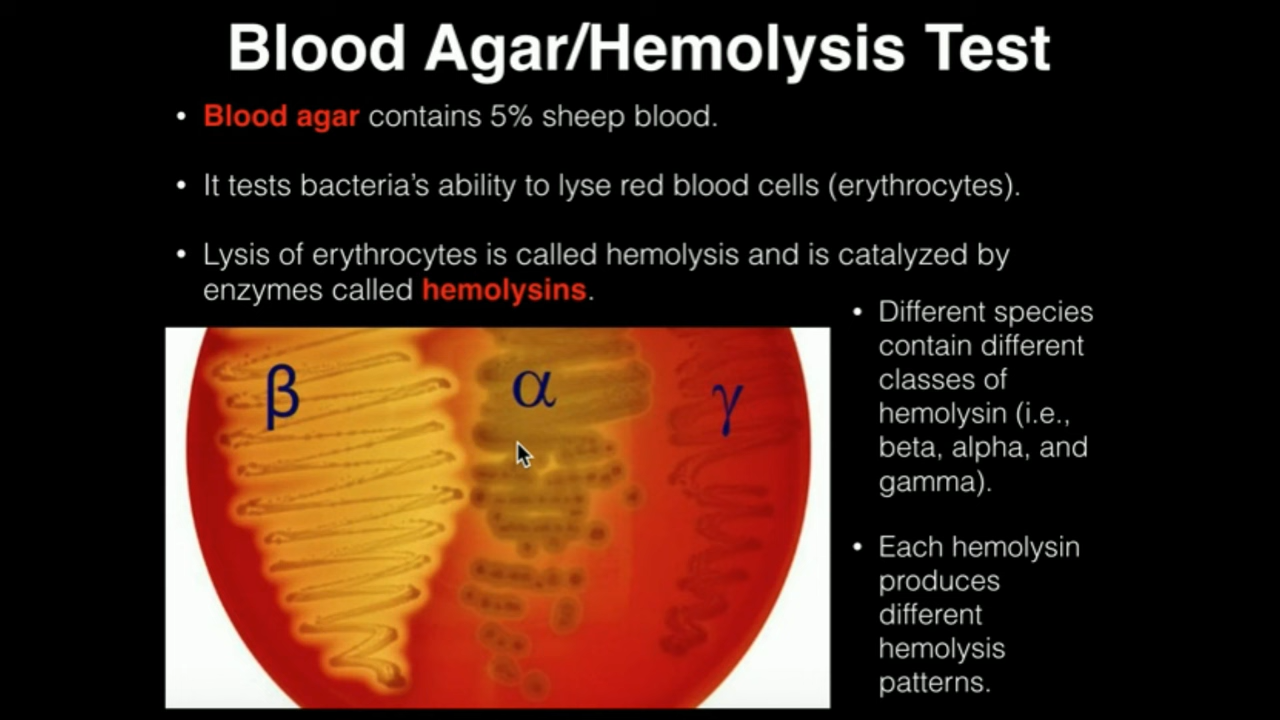 Blood Agar/Hemolysis Test
• Blood agar contains 5% sheep blood.
• It tests bacteria's ability to lyse red blood cells (erythrocytes).
• Lysis of erythrocytes is called hemolysis and is catalyzed by
enzymes called hemolysins.
β α γ
• Different species
contain different
classes of
hemolysin (i.e.,
beta, alpha, and
gamma).
• Each hemolysin
produces
different
hemolysis
patterns.